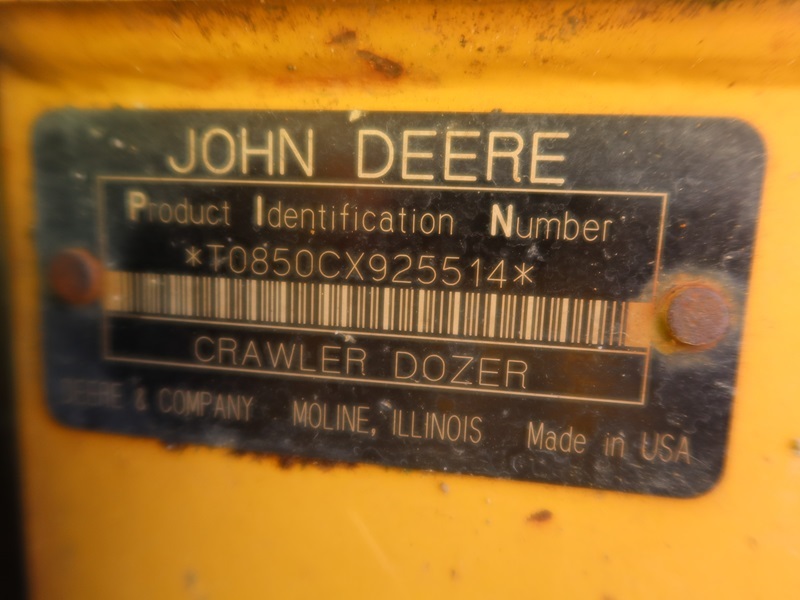 JOHN DEERE
Product Identification Number
*T0850CX925514*
CRAWLER DOZER
DEERE & COMPANY MOLINE, ILLINOIS Made in USA